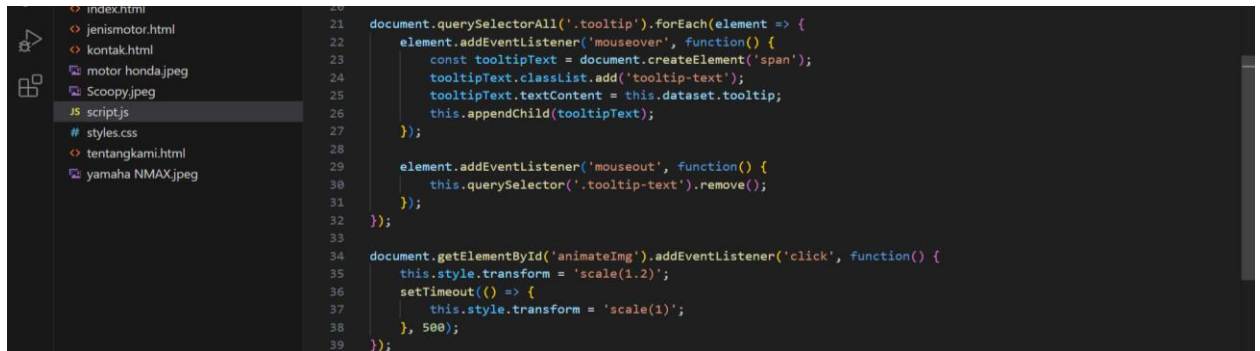 index.html
jenismotor.html
kontak.html
motor honda.jpeg
Scoopy.jpeg
JS script.js
# styles.css
tentangkami.html
yamaha NMAX.jpeg
20
21 document.querySelectorAll('.tooltip').forEach(element => {
22     element.addEventListener('mouseover', function() {
23         const tooltipText = document.createElement('span');
24         tooltipText.classList.add('tooltip-text');
25         tooltipText.textContent = this.dataset.tooltip;
26         this.appendChild(tooltipText);
27     });
28
29     element.addEventListener('mouseout', function() {
30         this.querySelector('.tooltip-text').remove();
31     });
32 });
33
34 document.getElementById('animateImg').addEventListener('click', function() {
35     this.style.transform = 'scale(1.2)';
36     setTimeout(() => {
37         this.style.transform = 'scale(1)';
38     }, 500);
39 });